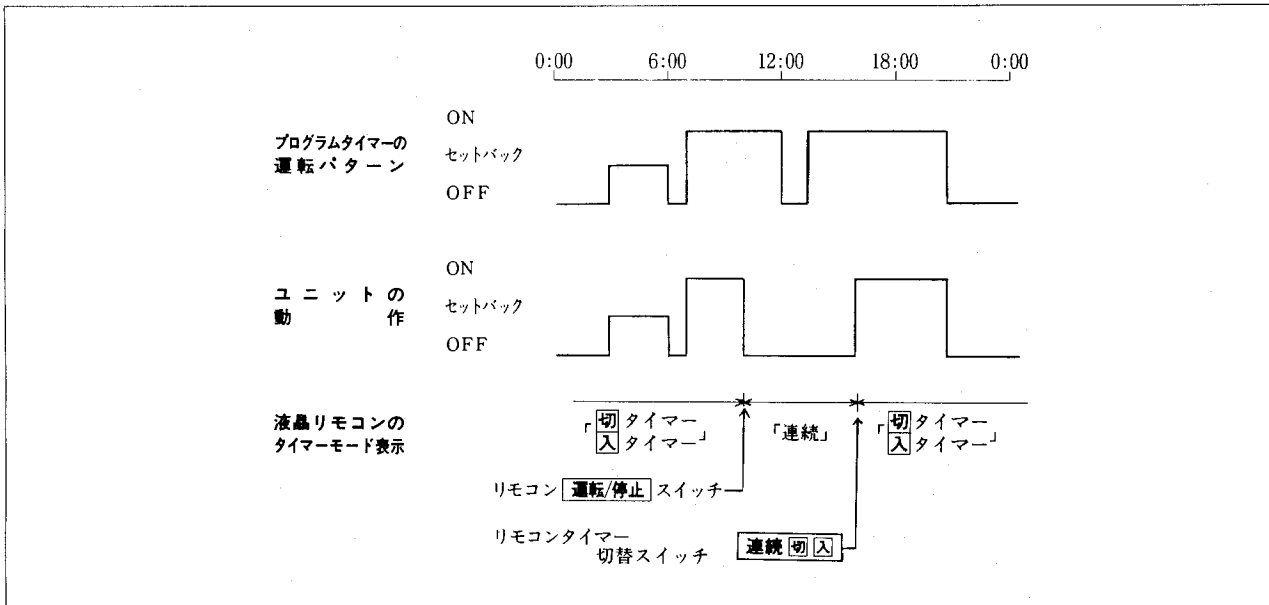 0:00 6:00 12:00 18:00 0:00
プログラムタイマーの
運転パターン
ON
セットバック
OFF
ユニットの
動作
ON
セットバック
OFF
液晶リモコンの
タイマーモード表示
「切タイマー
入タイマー」
「連続」
「切タイマー
入タイマー」
リモコン 運転/停止 スイッチ
リモコンタイマー
切替スイッチ
連続 切 入